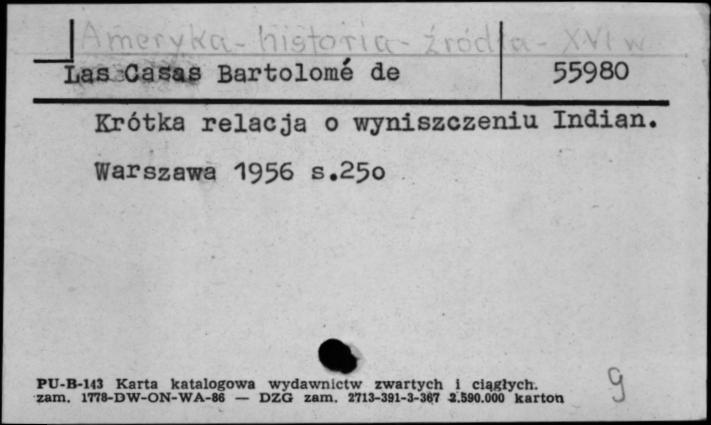 Ameryka - historia - źródła - XVI w
Las Casas Bartolomé de 55980
Krótka relacja o wyniszczeniu Indian.
Warszawa 1956 s.25o
PU-B-143 Karta katalogowa wydawnictw zwartych i ciągłych.
zam. 1778-DW-ON-WA-86 — DZG zam. 2713-391-3-367 2.590.000 karton
g